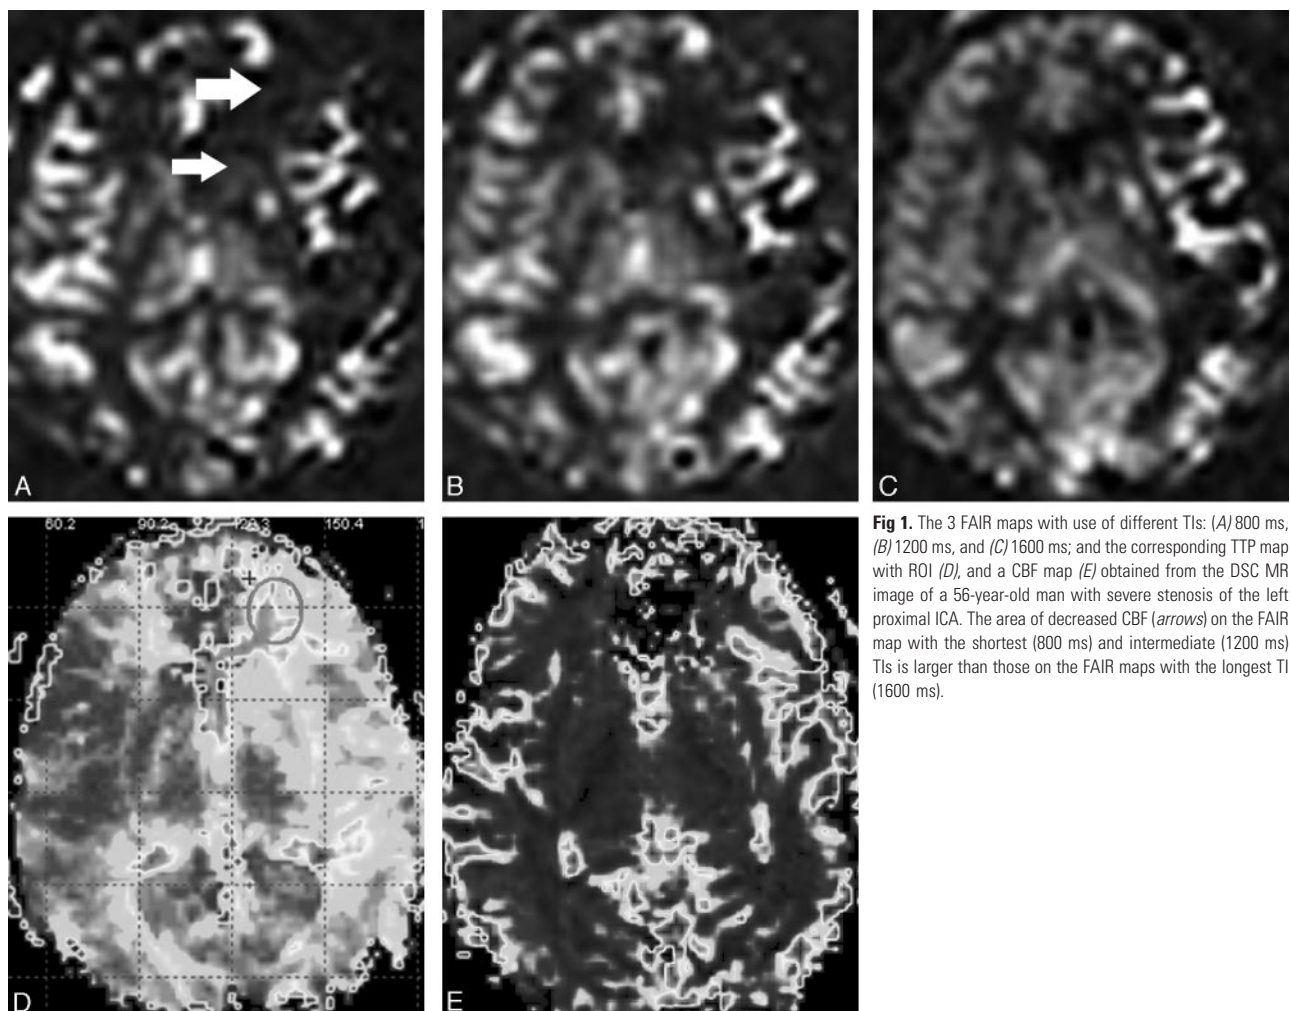 A
B
C
60.2 90.2 150.4
D
E
Fig 1. The 3 FAIR maps with use of different TIs: (A) 800 ms,
(B) 1200 ms, and (C) 1600 ms; and the corresponding TTP map
with ROI (D), and a CBF map (E) obtained from the DSC MR
image of a 56-year-old man with severe stenosis of the left
proximal ICA. The area of decreased CBF (arrows) on the FAIR
map with the shortest (800 ms) and intermediate (1200 ms)
TIs is larger than those on the FAIR maps with the longest TI
(1600 ms).